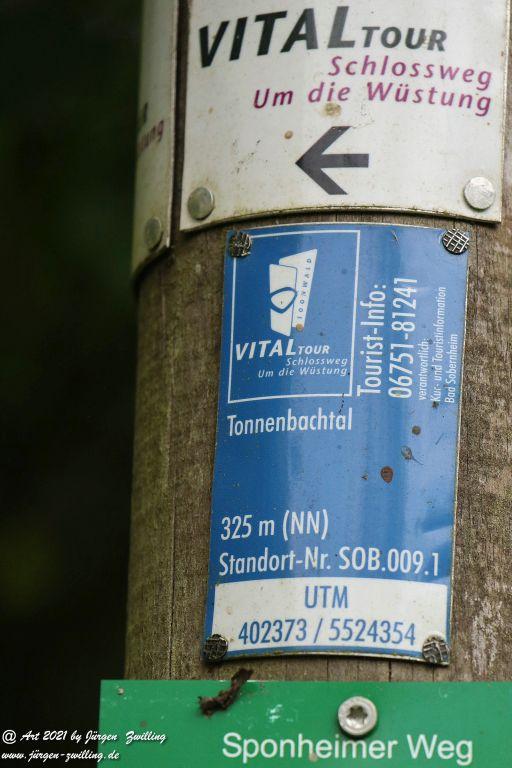 VITALTOUR
Schlossweg
Um die Wüstung
SOONWALD
VITALTOUR
Schlossweg
Um die Wüstung
Tourist-Info:
06751-81241
verantwortlich:
Kur- und Touristinformation
Bad Sobernheim
Tonnenbachtal
325 m (NN)
Standort-Nr. SOB.009.1
UTM
402373 / 5524354
Sponheimer Weg
@ Art 2021 by Jürgen Zwilling
www.jürgen-zwilling.de